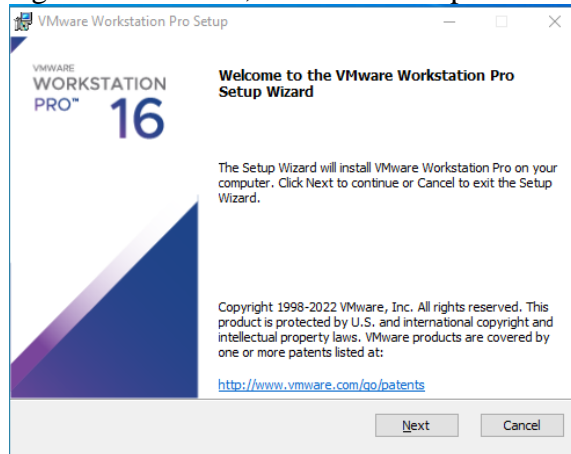 VMware Workstation Pro Setup
VMWARE
WORKSTATION
PRO™ 16
Welcome to the VMware Workstation Pro
Setup Wizard
The Setup Wizard will install VMware Workstation Pro on your
computer. Click Next to continue or Cancel to exit the Setup
Wizard.
Copyright 1998-2022 VMware, Inc. All rights reserved. This
product is protected by U.S. and international copyright and
intellectual property laws. VMware products are covered by
one or more patents listed at:
http://www.vmware.com/go/patents
Next Cancel